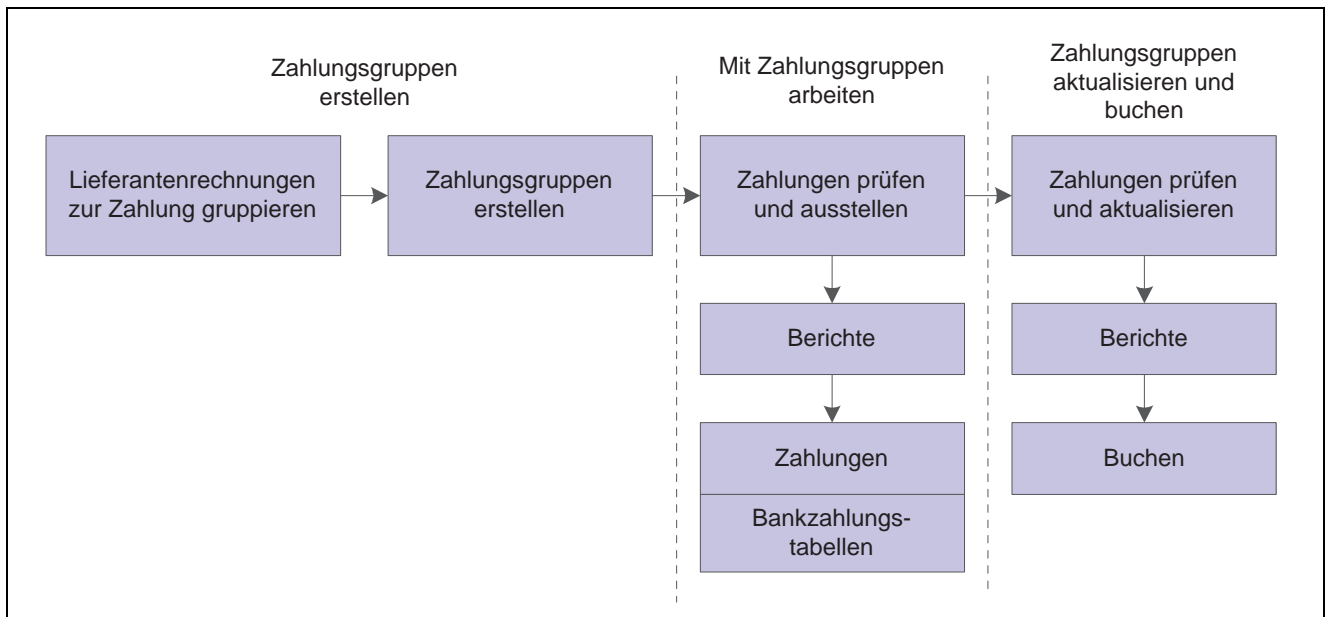 Zahlungsgruppen
erstellen
Mit Zahlungsgruppen
arbeiten
Zahlungsgruppen
aktualisieren und
buchen
Lieferantenrechnungen
zur Zahlung gruppieren
Zahlungsgruppen
erstellen
Zahlungen prüfen
und ausstellen
Zahlungen prüfen
und aktualisieren
Berichte
Berichte
Zahlungen
Buchen
Bankzahlungs-
tabellen